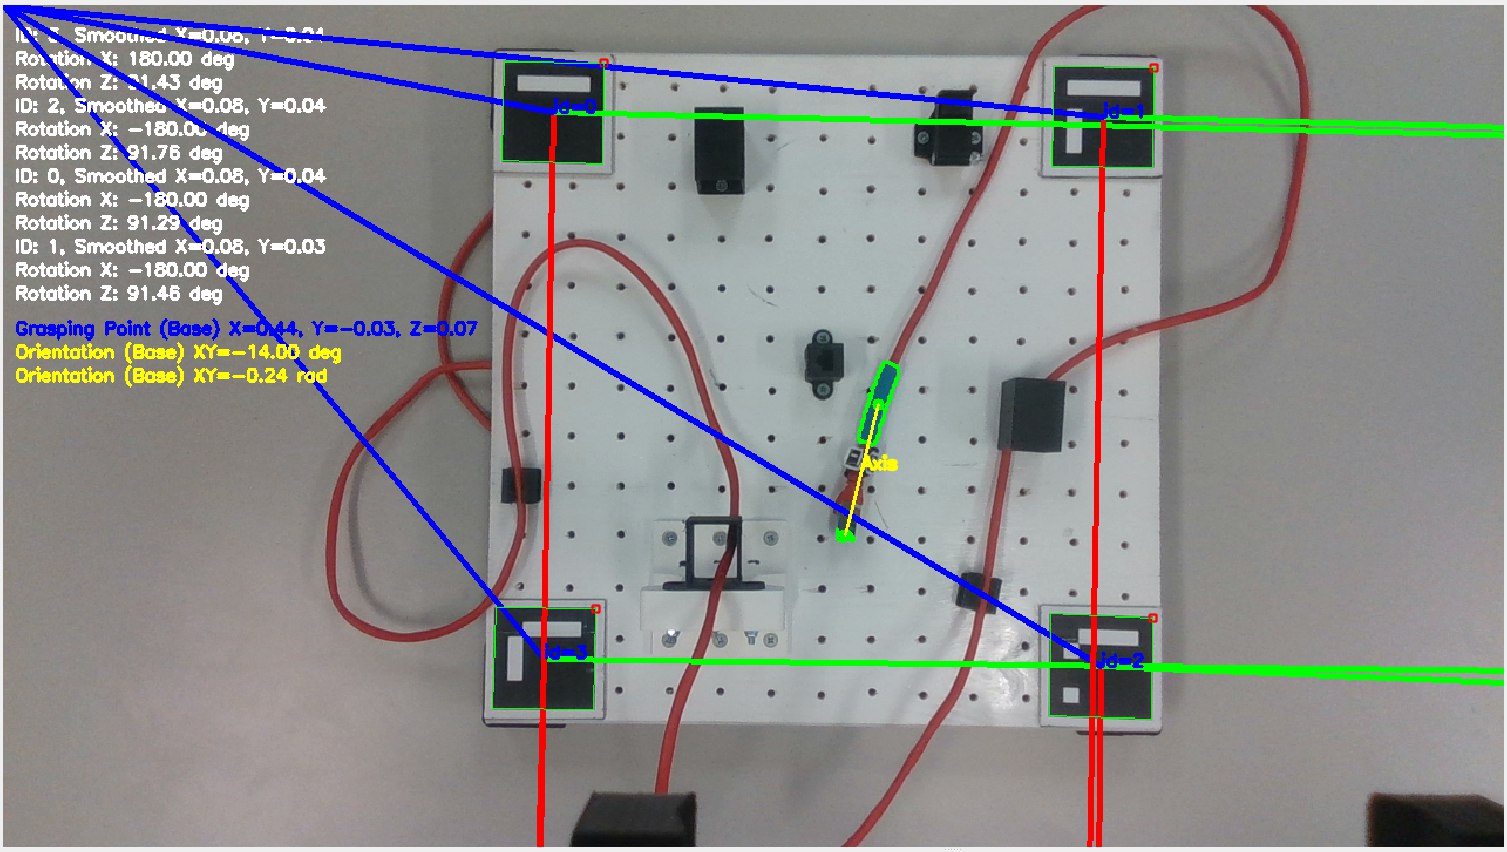 ID: 3, Smoothed X=0.08, Y=0.04
Rotation X: 180.00 deg
Rotation Z: 91.43 deg
ID: 2, Smoothed X=0.08, Y=0.04
Rotation X: -180.00 deg
Rotation Z: 91.76 deg
ID: 0, Smoothed X=0.08, Y=0.04
Rotation X: -180.00 deg
Rotation Z: 91.29 deg
ID: 1, Smoothed X=0.08, Y=0.03
Rotation X: -180.00 deg
Rotation Z: 91.46 deg
Grasping Point (Base) X=0.44, Y=-0.03, Z=0.07
Orientation (Base) XY=-14.00 deg
Orientation (Base) XY=-0.24 rad
id=0
id=1
Axis
id=3
id=2